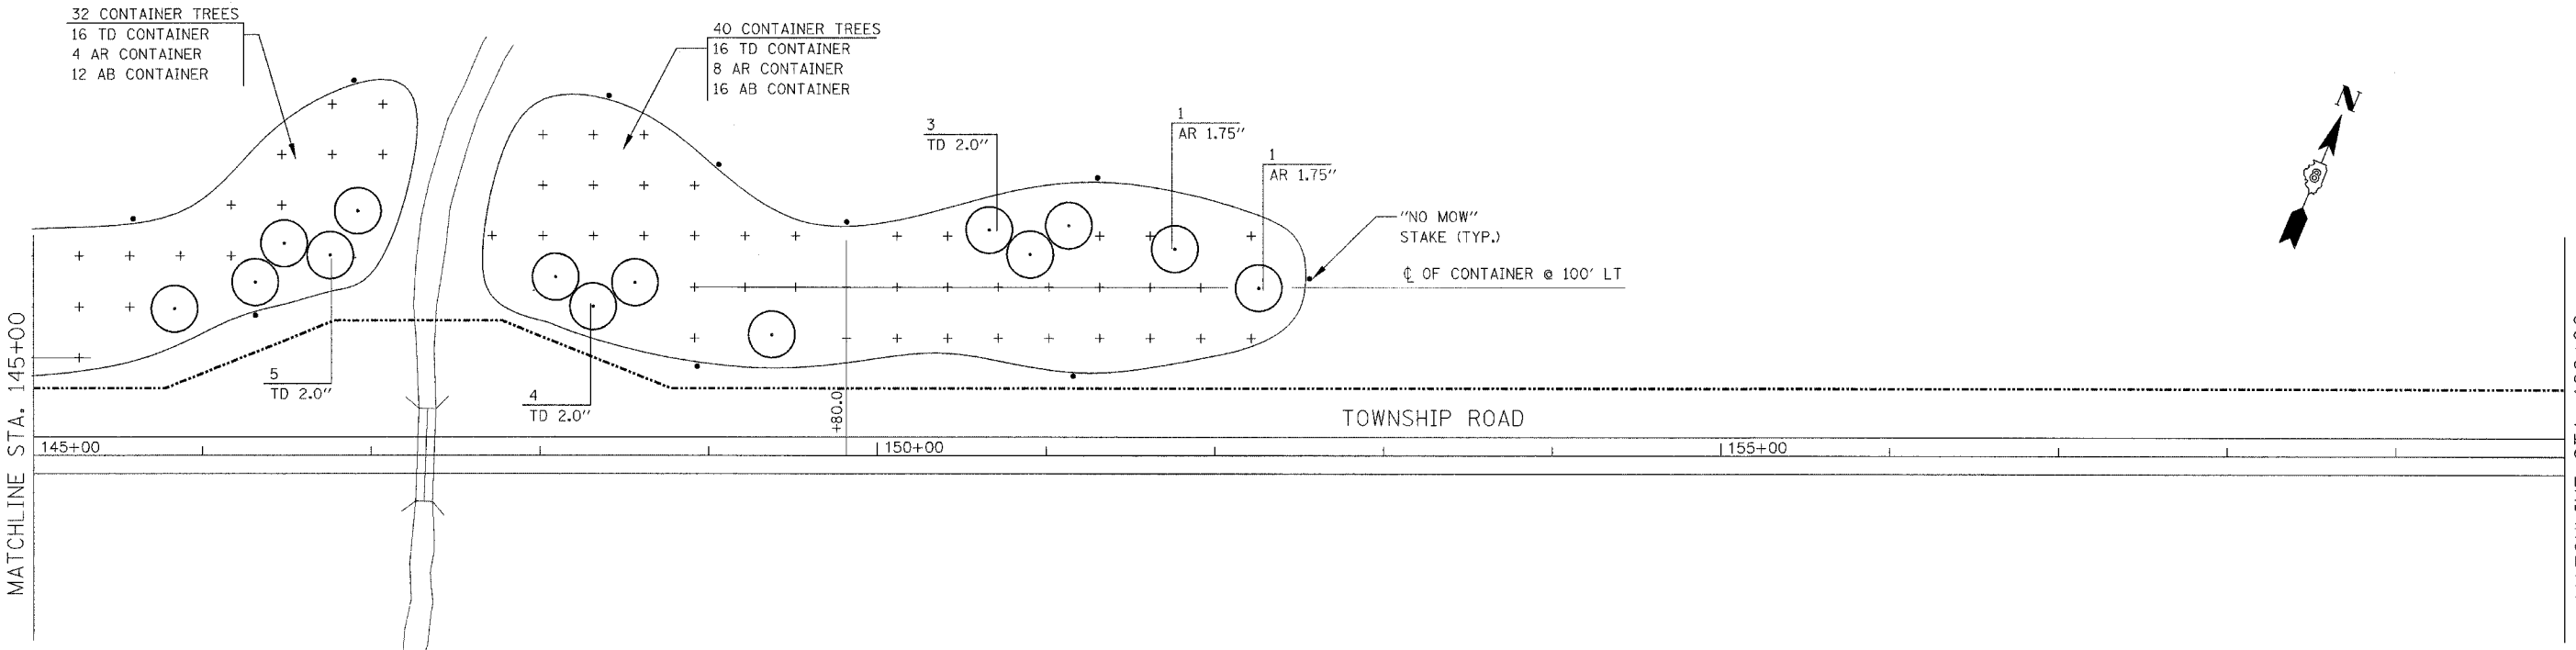 32 CONTAINER TREES
16 TD CONTAINER
4 AR CONTAINER
12 AB CONTAINER
40 CONTAINER TREES
16 TD CONTAINER
8 AR CONTAINER
16 AB CONTAINER
3
TD 2.0"
1
AR 1.75"
1
AR 1.75"
N
8
"NO MOW"
STAKE (TYP.)
℄ OF CONTAINER @ 100' LT
5
TD 2.0"
4
TD 2.0"
+80.0
TOWNSHIP ROAD
145+00
150+00
155+00
MATCHLINE STA. 145+00